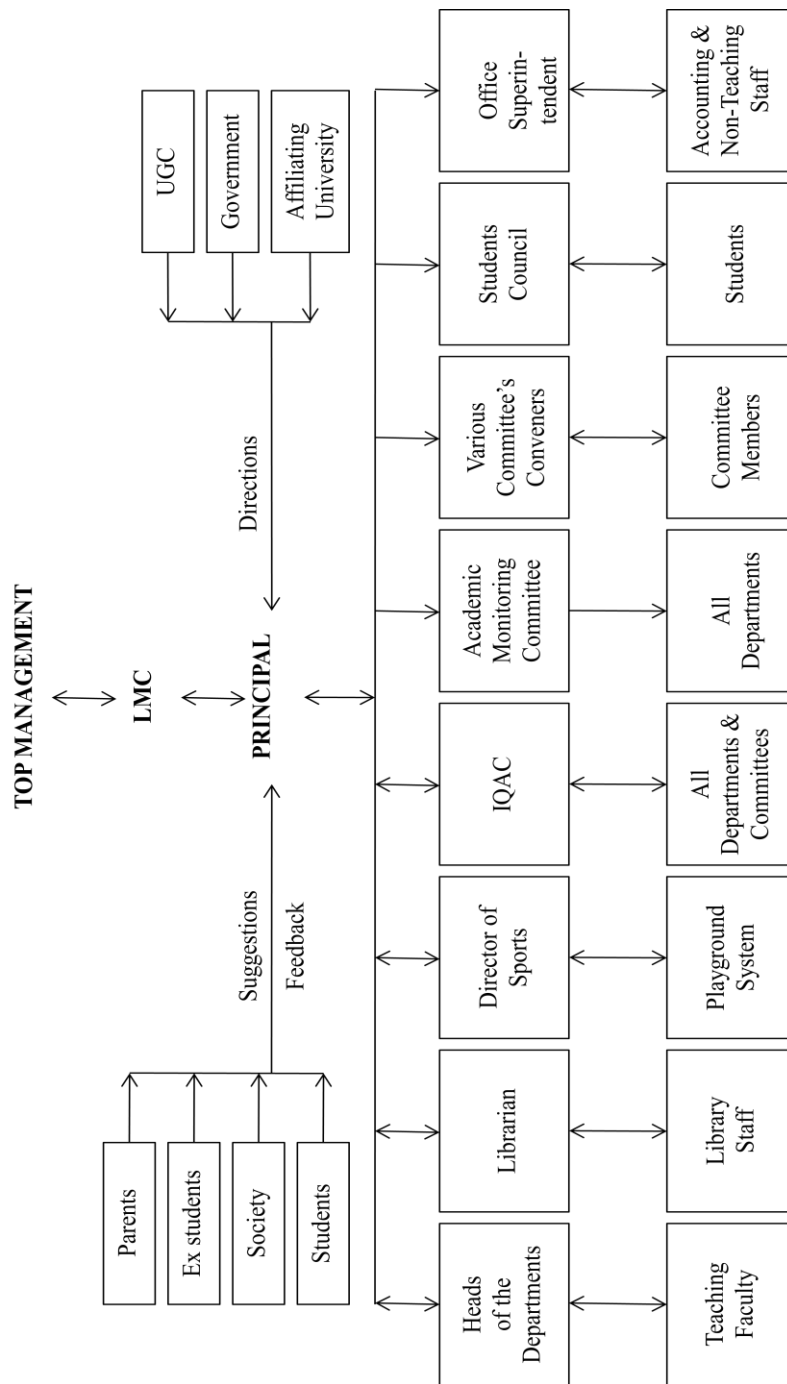 TOP MANAGEMENT
LMC
PRINCIPAL
Parents
Ex students
Society
Students
Suggestions
Feedback
Directions
UGC
Government
Affiliating
University
Heads
of the
Departments
Librarian
Director of
Sports
IQAC
Academic
Monitoring
Committee
Various
Committee’s
Conveners
Students
Council
Office
Superin-
tendent
Teaching
Faculty
Library
Staff
Playground
System
All
Departments &
Committees
All
Departments
Committee
Members
Students
Accounting &
Non-Teaching
Staff